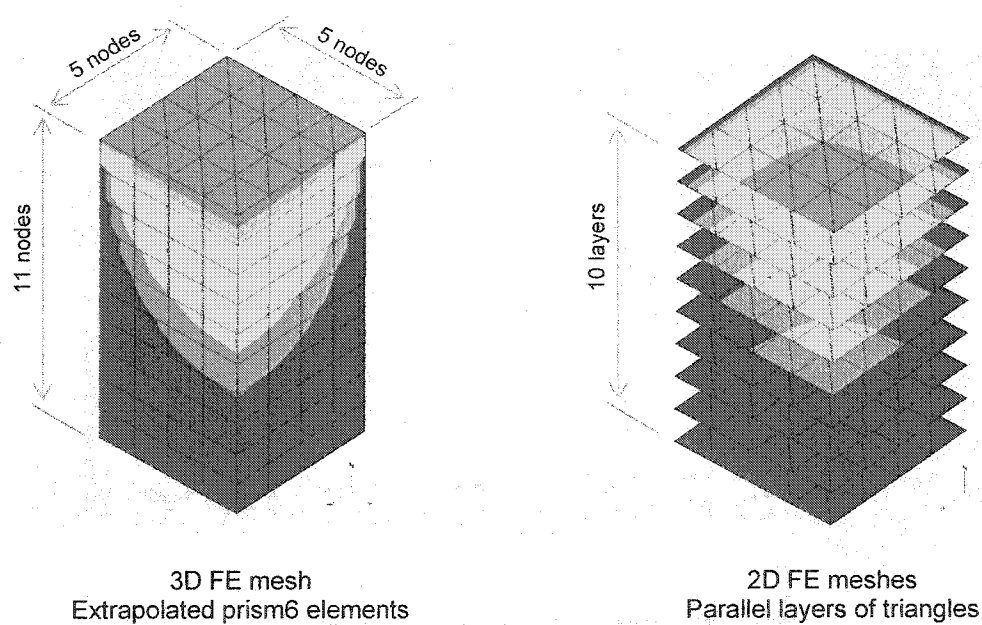 5 nodes
5 nodes
11 nodes
10 layers
3D FE mesh
Extrapolated prism6 elements
2D FE meshes
Parallel layers of triangles